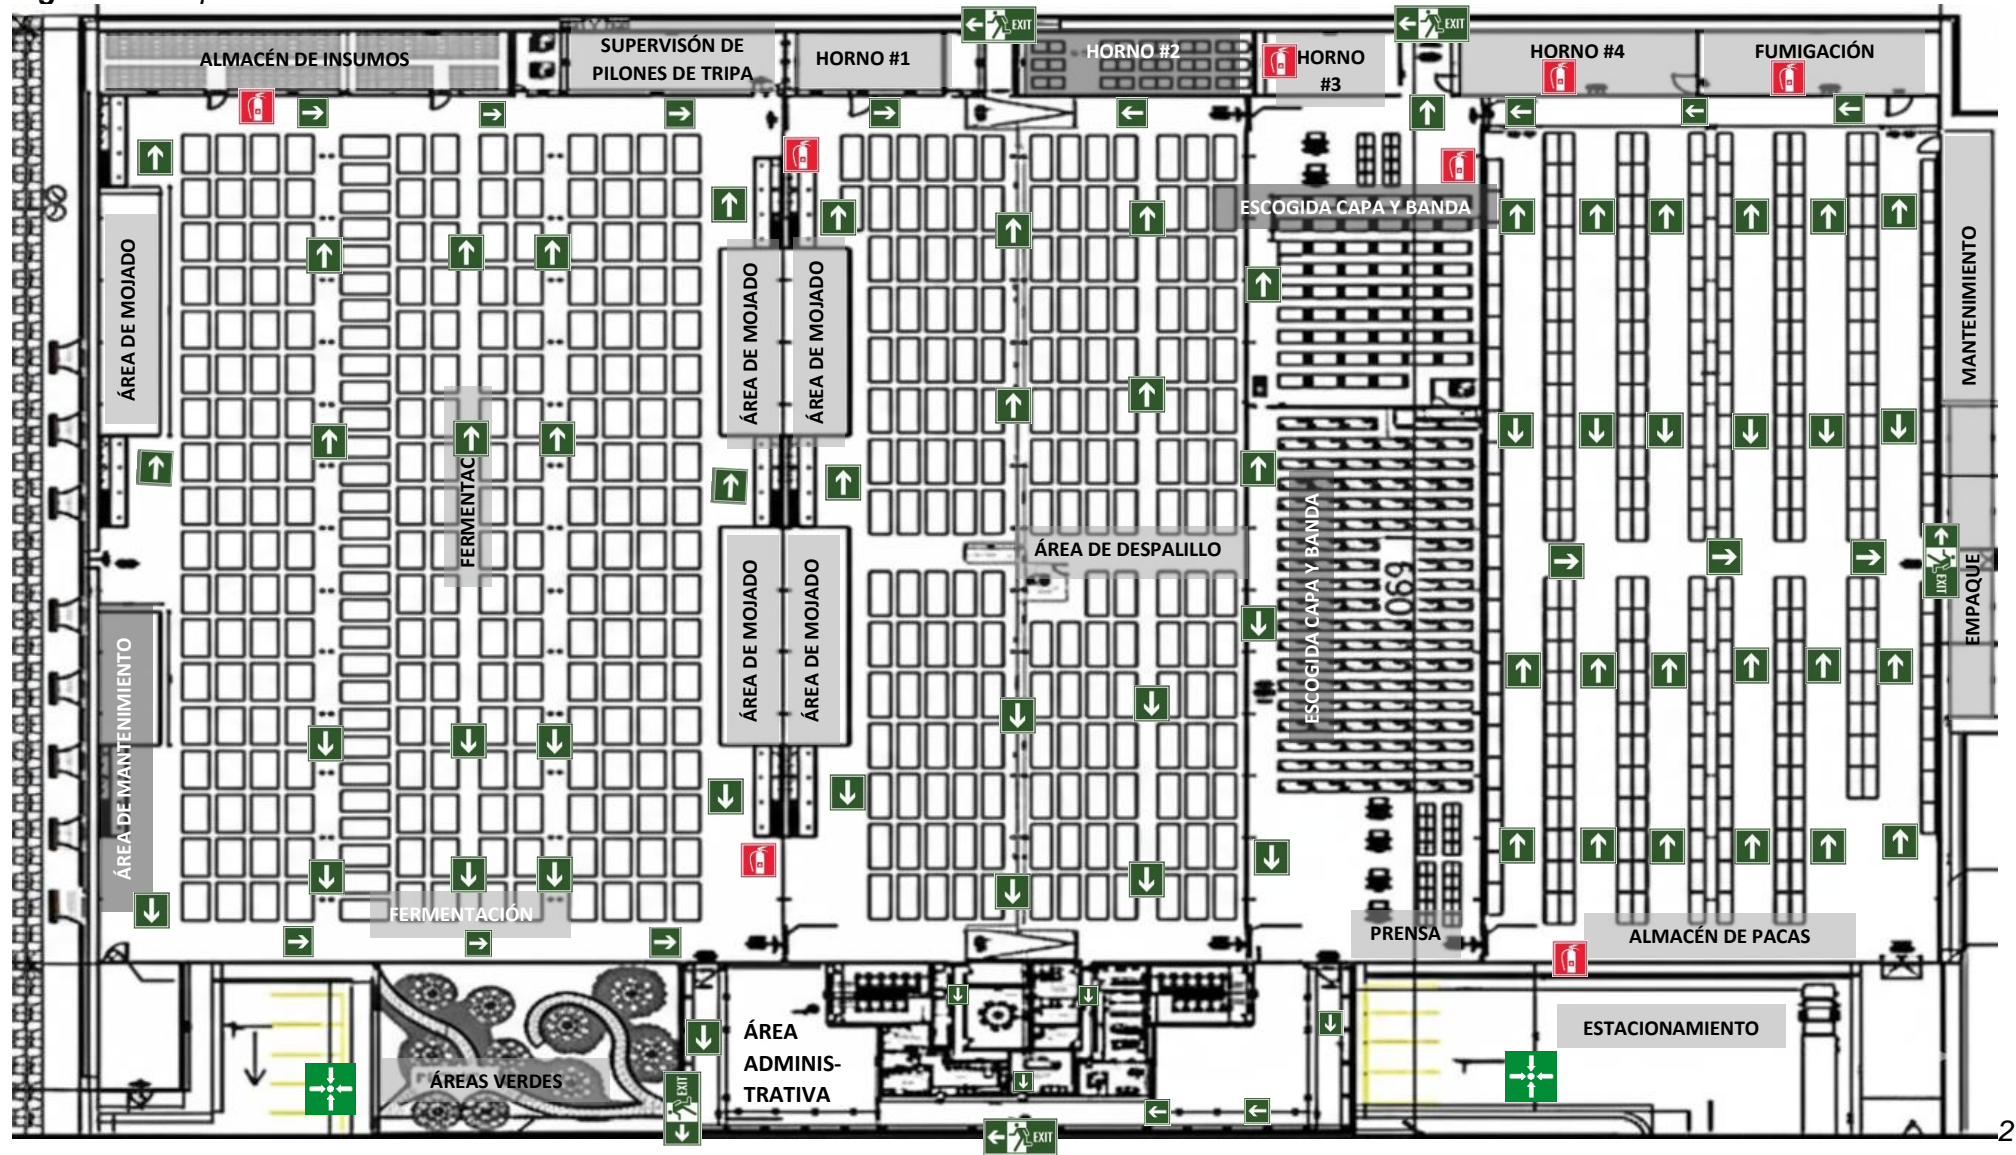 EXIT
EXIT
ALMACÉN DE INSUMOS
SUPERVISÓN DE
PILONES DE TRIPA
HORNO #1
HORNO #2
HORNO
#3
HORNO #4
FUMIGACIÓN
ESCOGIDA CAPA Y BANDA
ÁREA DE MOJADO
ÁREA DE MOJADO
ÁREA DE MOJADO
MANTENIMIENTO
FERMENTAC
ÁREA DE DESPALILLO
ESCOGIDA CAPA Y BANDA
1690
EXIT
EMPAQUE
ÁREA DE MOJADO
ÁREA DE MOJADO
ÁREA DE MANTENIMIENTO
FERMENTACIÓN
PRENSA
ALMACÉN DE PACAS
ÁREA
ADMINIS-
TRATIVA
ESTACIONAMIENTO
ÁREAS VERDES
EXIT
EXIT
2